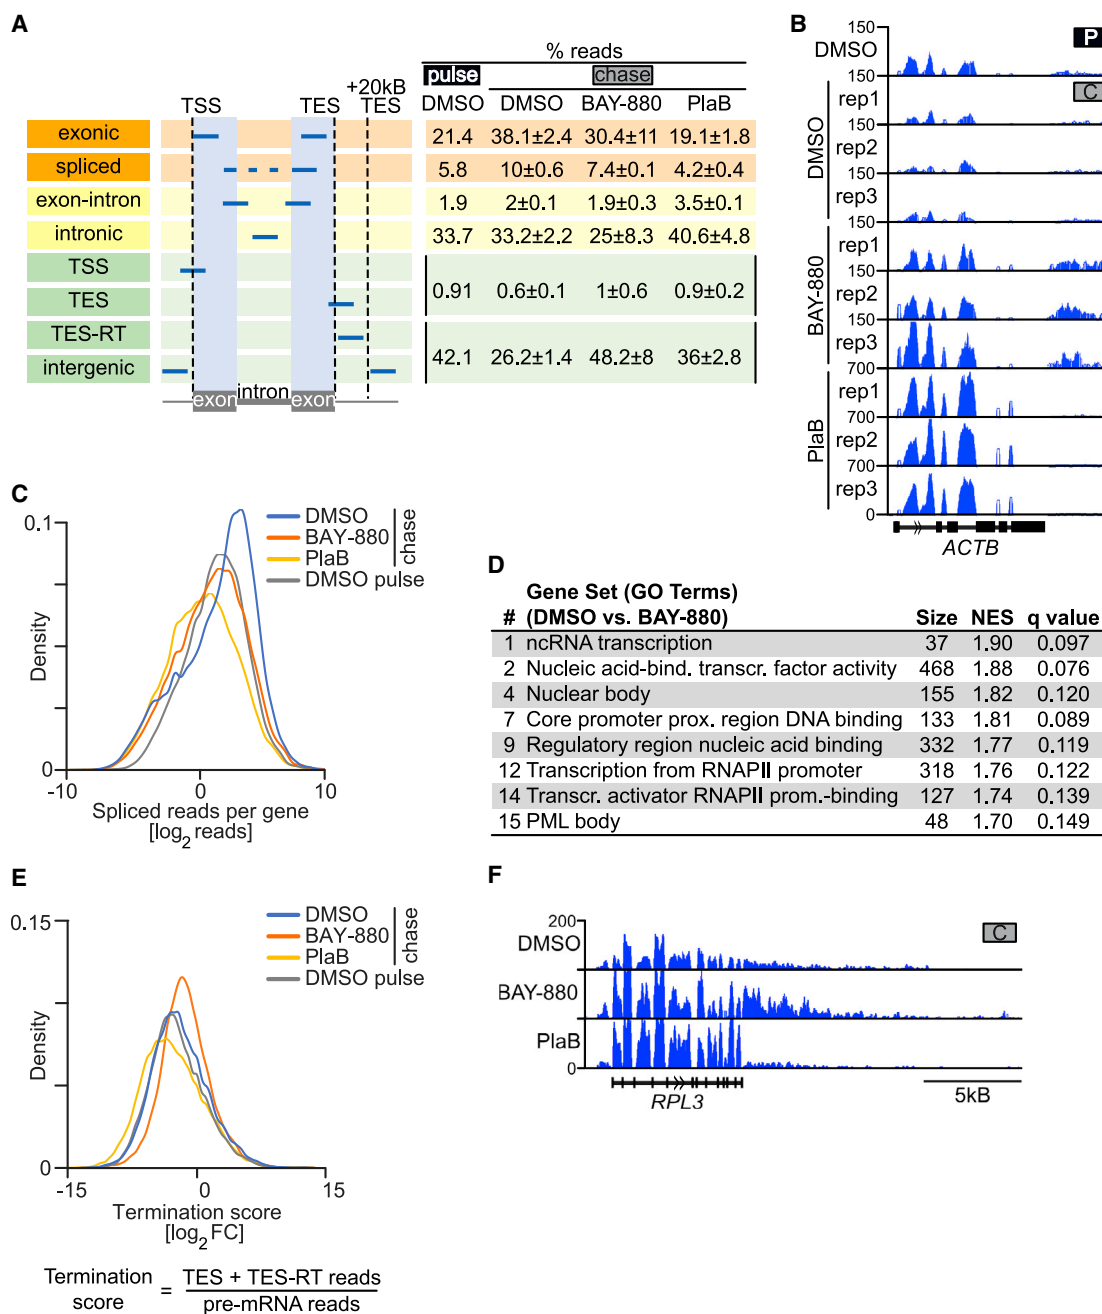 A
% reads
pulse chase
DMSO DMSO BAY-880 PlaB
TSS TES +20kB TES
exonic 21.4 38.1±2.4 30.4±11 19.1±1.8
spliced 5.8 10±0.6 7.4±0.1 4.2±0.4
exon-intron 1.9 2±0.1 1.9±0.3 3.5±0.1
intronic 33.7 33.2±2.2 25±8.3 40.6±4.8
TSS
0.91 0.6±0.1 1±0.6 0.9±0.2
TES
TES-RT
42.1 26.2±1.4 48.2±8 36±2.8
intergenic
intron
exon exon
B
150
DMSO P
150
C
rep1
150
DMSO rep2
150
rep3
150
rep1
150
BAY-880 rep2
150
rep3
700
rep1
700
PlaB rep2
700
rep3
0
ACTB
C
0.1
DMSO
BAY-880 chase
PlaB
DMSO pulse
Density
0
-10 0 10
Spliced reads per gene
[log2 reads]
D
Gene Set (GO Terms)
# (DMSO vs. BAY-880) Size NES q value
1 ncRNA transcription 37 1.90 0.097
2 Nucleic acid-bind. transcr. factor activity 468 1.88 0.076
4 Nuclear body 155 1.82 0.120
7 Core promoter prox. region DNA binding 133 1.81 0.089
9 Regulatory region nucleic acid binding 332 1.77 0.119
12 Transcription from RNAPII promoter 318 1.76 0.122
14 Transcr. activator RNAPII prom.-binding 127 1.74 0.139
15 PML body 48 1.70 0.149
E
0.15
DMSO
BAY-880 chase
PlaB
DMSO pulse
Density
0
-15 0 15
Termination score
[log2 FC]
Termination score = TES + TES-RT reads
pre-mRNA reads
F
200
DMSO C
BAY-880
PlaB
0
RPL3 5kB